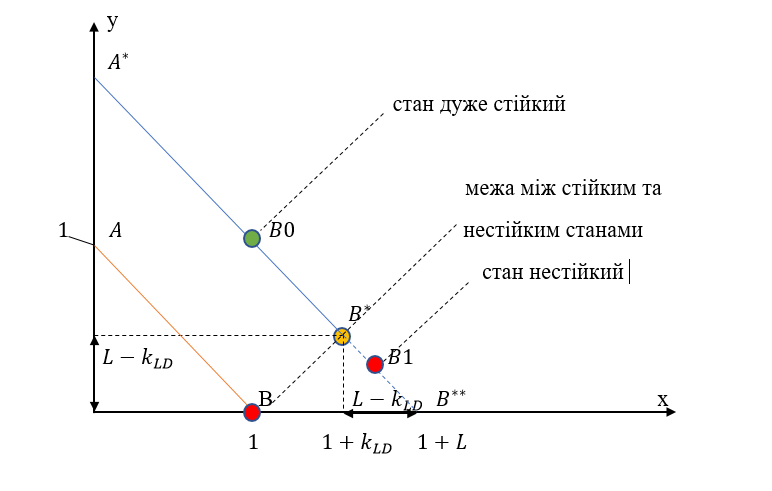 y
A*
стан дуже стійкий
межа між стійким та
1 A B0 нестійким станами
стан нестійкий
B*
L − k_LD B1
B L − k_LD B** x
1 1 + k_LD 1 + L